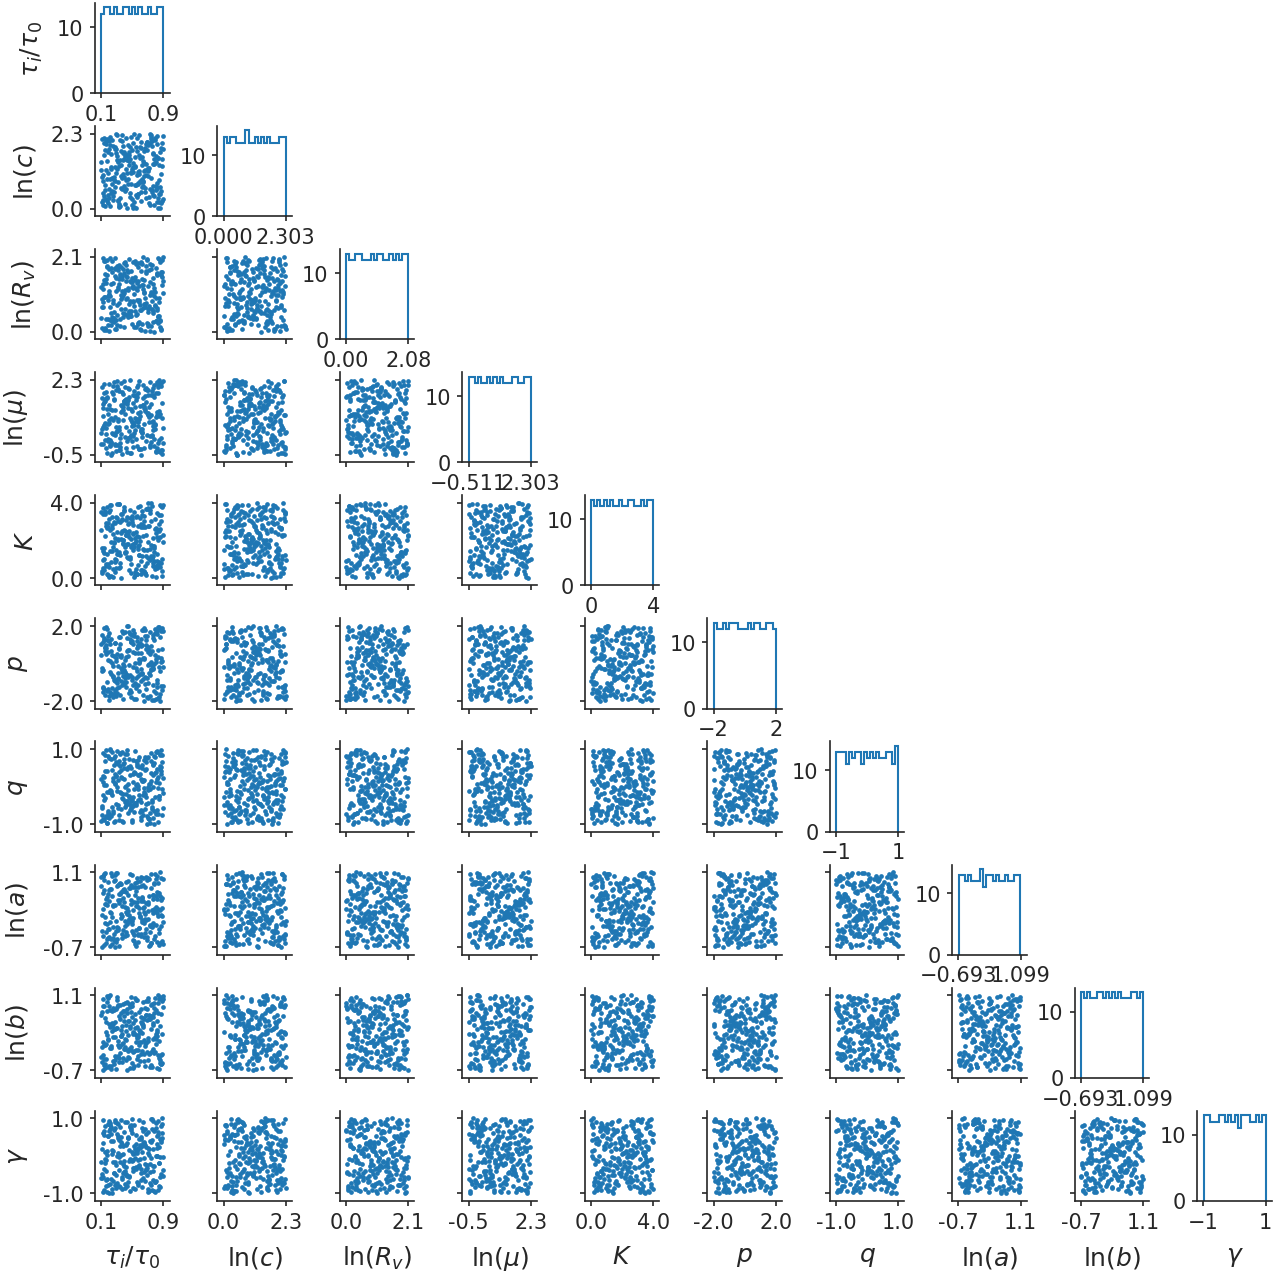 τᵢ/τ₀ 10 0
0.1 0.9
ln(c) 2.3 0.0 10 0
0.000 2.303
ln(Rᵥ) 2.1 0.0 10 0
0.00 2.08
ln(μ) 2.3 -0.5 10 0
−0.511 2.303
K 4.0 0.0 10 0
0 4
p 2.0 -2.0 10 0
−2 2
q 1.0 -1.0 10 0
−1 1
ln(a) 1.1 -0.7 10 0
−0.693 1.099
ln(b) 1.1 -0.7 10 0
−0.693 1.099
γ 1.0 -1.0 10 0
0.1 0.9 0.0 2.3 0.0 2.1 -0.5 2.3 0.0 4.0 -2.0 2.0 -1.0 1.0 -0.7 1.1 -0.7 1.1 −1 1
τᵢ/τ₀ ln(c) ln(Rᵥ) ln(μ) K p q ln(a) ln(b) γ